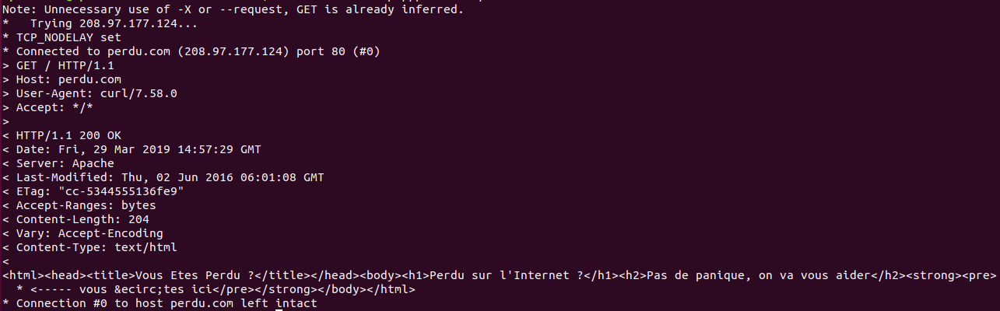 Note: Unnecessary use of -X or --request, GET is already inferred.
*   Trying 208.97.177.124...
* TCP_NODELAY set
* Connected to perdu.com (208.97.177.124) port 80 (#0)
> GET / HTTP/1.1
> Host: perdu.com
> User-Agent: curl/7.58.0
> Accept: */*
>
< HTTP/1.1 200 OK
< Date: Fri, 29 Mar 2019 14:57:29 GMT
< Server: Apache
< Last-Modified: Thu, 02 Jun 2016 06:01:08 GMT
< ETag: "cc-5344555136fe9"
< Accept-Ranges: bytes
< Content-Length: 204
< Vary: Accept-Encoding
< Content-Type: text/html
<
<html><head><title>Vous Etes Perdu ?</title></head><body><h1>Perdu sur l'Internet ?</h1><h2>Pas de panique, on va vous aider</h2><strong><pre>
  * <----- vous &ecirc;tes ici</pre></strong></body></html>
* Connection #0 to host perdu.com left intact